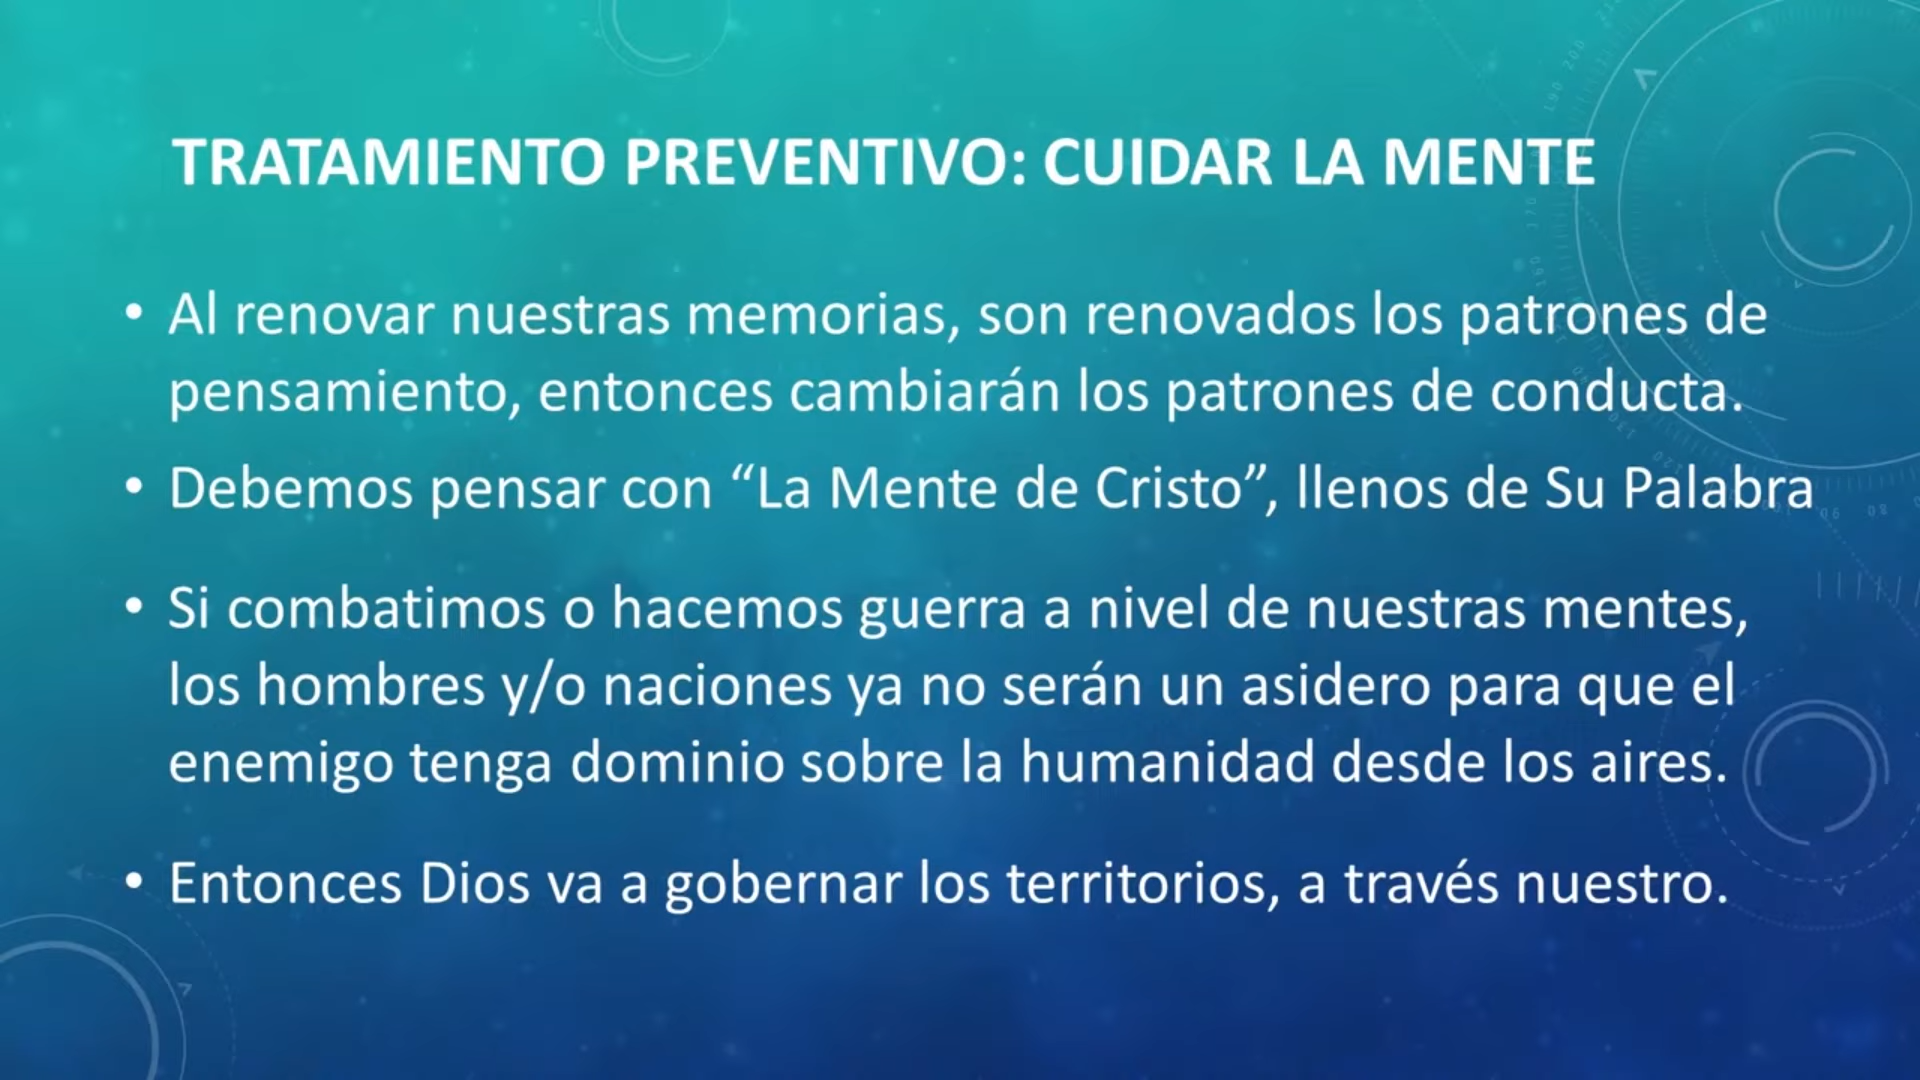 TRATAMIENTO PREVENTIVO: CUIDAR LA MENTE
• Al renovar nuestras memorias, son renovados los patrones de
pensamiento, entonces cambiarán los patrones de conducta.
• Debemos pensar con “La Mente de Cristo”, llenos de Su Palabra
• Si combatimos o hacemos guerra a nivel de nuestras mentes,
los hombres y/o naciones ya no serán un asidero para que el
enemigo tenga dominio sobre la humanidad desde los aires.
• Entonces Dios va a gobernar los territorios, a través nuestro.